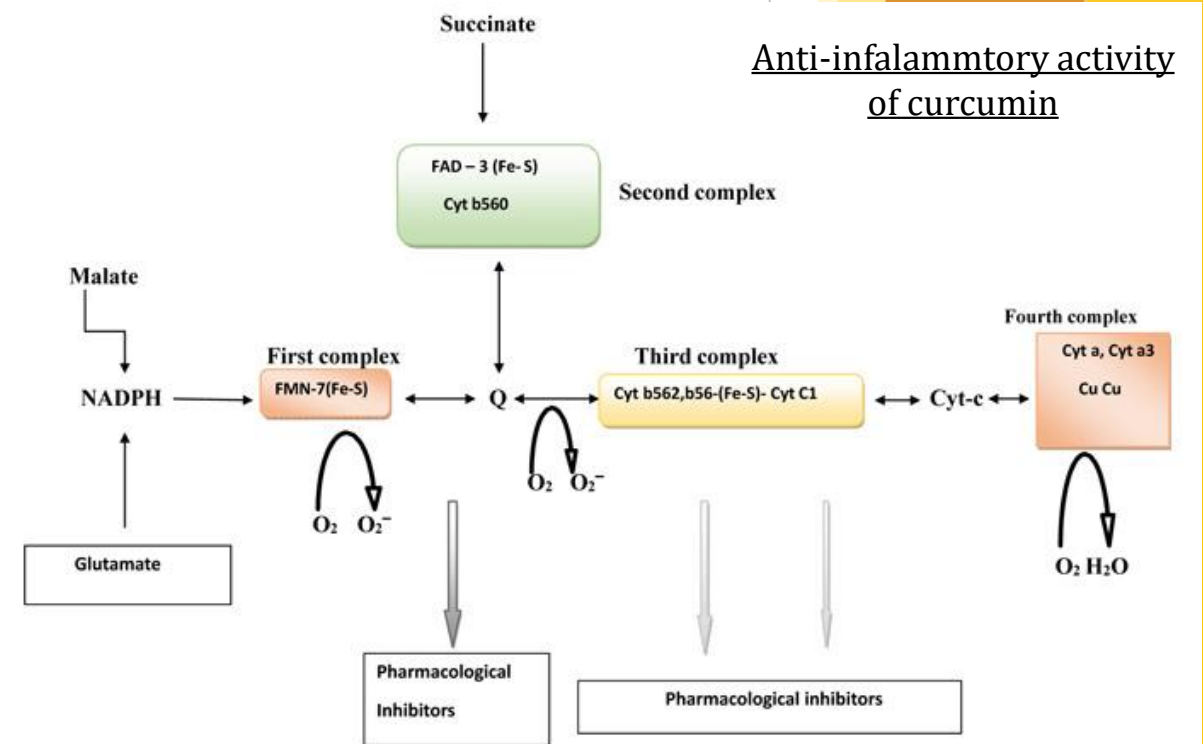 Succinate
Anti-infalammtory activity
of curcumin
FAD – 3 (Fe- S)
Cyt b560
Second complex
Malate
Fourth complex
First complex
Third complex
Cyt a, Cyt a3
Cu Cu
NADPH
FMN-7(Fe-S)
Q
Cyt b562,b56-(Fe-S)- Cyt C1
Cyt-c
O₂ O₂⁻
O₂ O₂⁻
O₂ H₂O
Glutamate
Pharmacological
Inhibitors
Pharmacological inhibitors